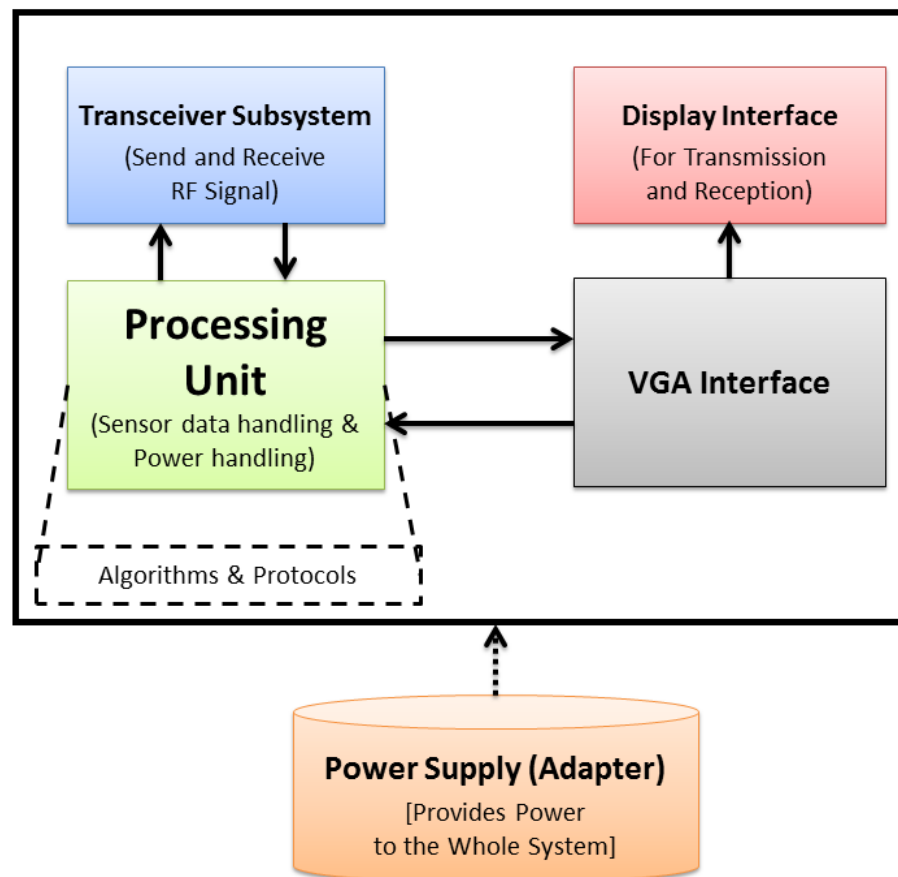 Transceiver Subsystem
(Send and Receive
RF Signal)
Display Interface
(For Transmission
and Reception)
Processing
Unit
(Sensor data handling &
Power handling)
VGA Interface
Algorithms & Protocols
Power Supply (Adapter)
[Provides Power
to the Whole System]